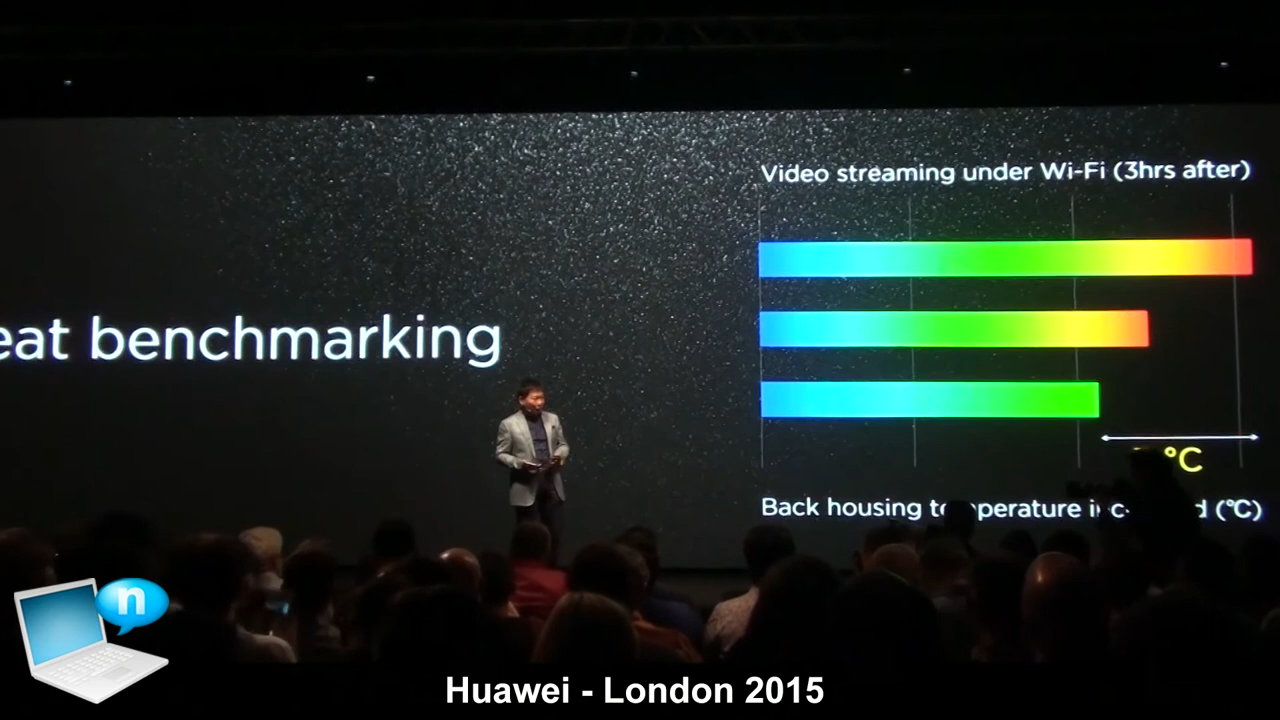 Video streaming under Wi-Fi (3hrs after)
eat benchmarking
°C
Back housing (°C)
n
Huawei - London 2015